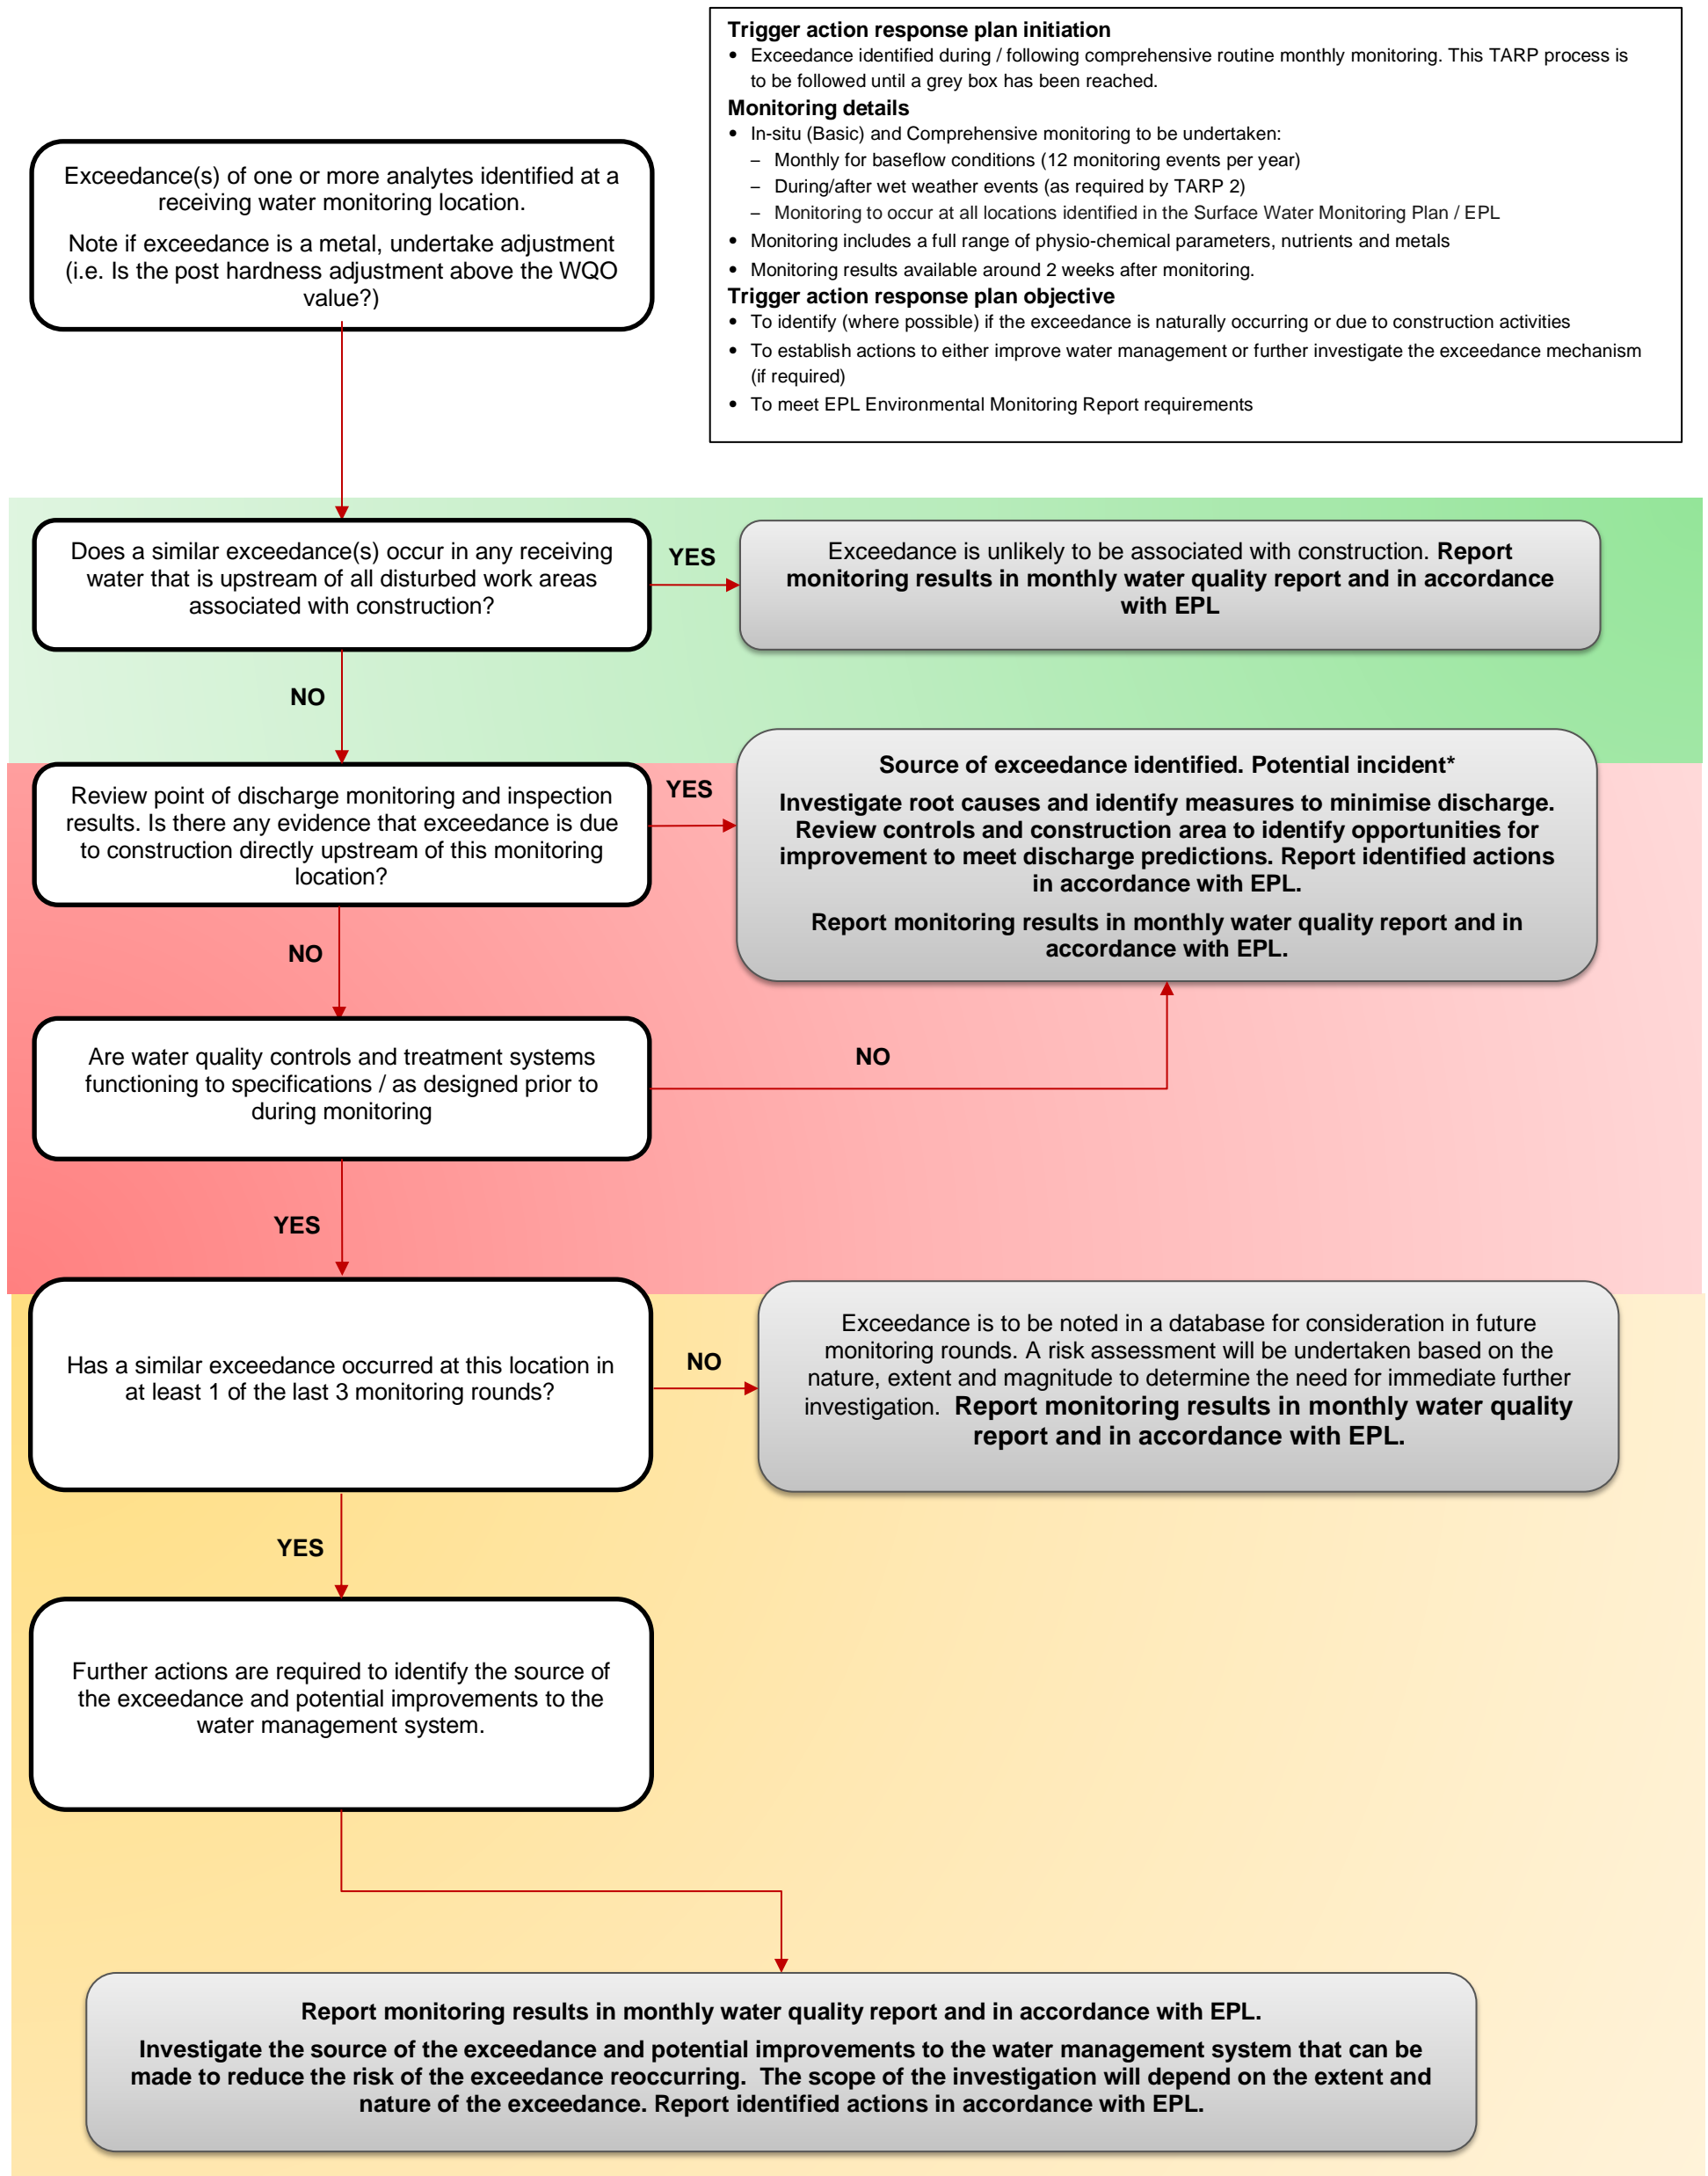 Trigger action response plan initiation
• Exceedance identified during / following comprehensive routine monthly monitoring. This TARP process is
to be followed until a grey box has been reached.
Monitoring details
• In-situ (Basic) and Comprehensive monitoring to be undertaken:
– Monthly for baseflow conditions (12 monitoring events per year)
– During/after wet weather events (as required by TARP 2)
– Monitoring to occur at all locations identified in the Surface Water Monitoring Plan / EPL
• Monitoring includes a full range of physio-chemical parameters, nutrients and metals
• Monitoring results available around 2 weeks after monitoring.
Trigger action response plan objective
• To identify (where possible) if the exceedance is naturally occurring or due to construction activities
• To establish actions to either improve water management or further investigate the exceedance mechanism
(if required)
• To meet EPL Environmental Monitoring Report requirements
Exceedance(s) of one or more analytes identified at a
receiving water monitoring location.
Note if exceedance is a metal, undertake adjustment
(i.e. Is the post hardness adjustment above the WQO
value?)
Does a similar exceedance(s) occur in any receiving
water that is upstream of all disturbed work areas
associated with construction?
YES
Exceedance is unlikely to be associated with construction. Report
monitoring results in monthly water quality report and in accordance
with EPL
NO
Review point of discharge monitoring and inspection
results. Is there any evidence that exceedance is due
to construction directly upstream of this monitoring
location?
YES
Source of exceedance identified. Potential incident*
Investigate root causes and identify measures to minimise discharge.
Review controls and construction area to identify opportunities for
improvement to meet discharge predictions. Report identified actions
in accordance with EPL.
Report monitoring results in monthly water quality report and in
accordance with EPL.
NO
Are water quality controls and treatment systems
functioning to specifications / as designed prior to
during monitoring
NO
YES
Has a similar exceedance occurred at this location in
at least 1 of the last 3 monitoring rounds?
NO
Exceedance is to be noted in a database for consideration in future
monitoring rounds. A risk assessment will be undertaken based on the
nature, extent and magnitude to determine the need for immediate further
investigation. Report monitoring results in monthly water quality
report and in accordance with EPL.
YES
Further actions are required to identify the source of
the exceedance and potential improvements to the
water management system.
Report monitoring results in monthly water quality report and in accordance with EPL.
Investigate the source of the exceedance and potential improvements to the water management system that can be
made to reduce the risk of the exceedance reoccurring. The scope of the investigation will depend on the extent and
nature of the exceedance. Report identified actions in accordance with EPL.